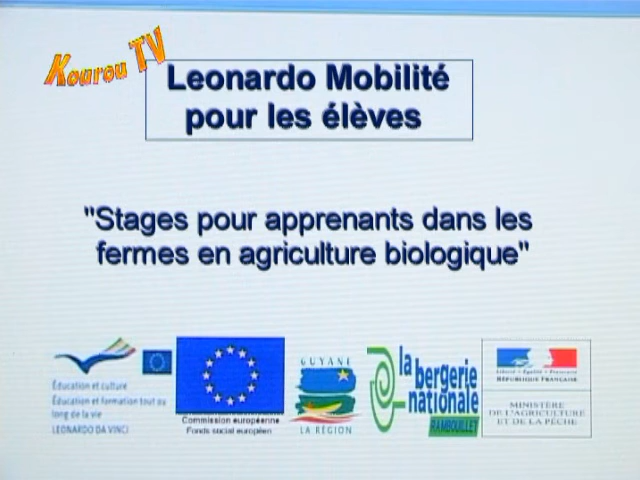 Kourou TV
Leonardo Mobilité
pour les élèves
"Stages pour apprenants dans les
fermes en agriculture biologique"
Éducation et culture
Éducation et formation tout au
long de la vie
LEONARDO DA VINCI
Commission européenne
Fonds social européen
GUYANE
LA RÉGION
la
bergerie
nationale
RAMBOUILLET
Liberté • Égalité • Fraternité
RÉPUBLIQUE FRANÇAISE
MINISTÈRE
DE L'AGRICULTURE
ET DE LA PÊCHE